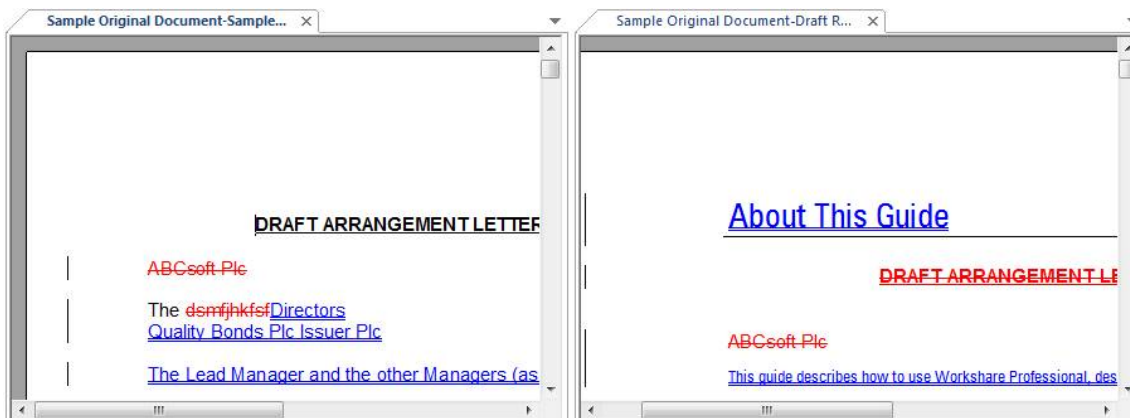 Sample Original Document-Sample...
DRAFT ARRANGEMENT LETTER
ABCsoft Plc
The dsmfjhkfsfDirectors
Quality Bonds Plc Issuer Plc
The Lead Manager and the other Managers (as
Sample Original Document-Draft R...
About This Guide
DRAFT ARRANGEMENT LE
ABCsoft Plc
This guide describes how to use Workshare Professional, des